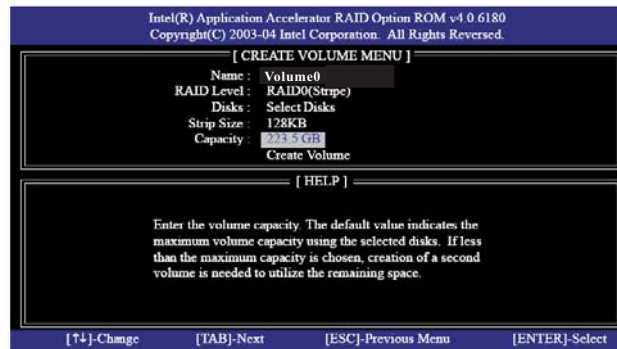 Intel(R) Application Accelerator RAID Option ROM v4.0 6180
Copyright(C) 2003-04 Intel Corporation. All Rights Reversed.
[ CREATE VOLUME MENU ]
Name : Volume0
RAID Level : RAID0(Stripe)
Disks : Select Disks
Strip Size : 128KB
Capacity : 223.5 GB
Create Volume
[ HELP ]
Enter the volume capacity. The default value indicates the
maximum volume capacity using the selected disks. If less
than the maximum capacity is chosen, creation of a second
volume is needed to utilize the remaining space.
[↑↓]-Change [TAB]-Next [ESC]-Previous Menu [ENTER]-Select